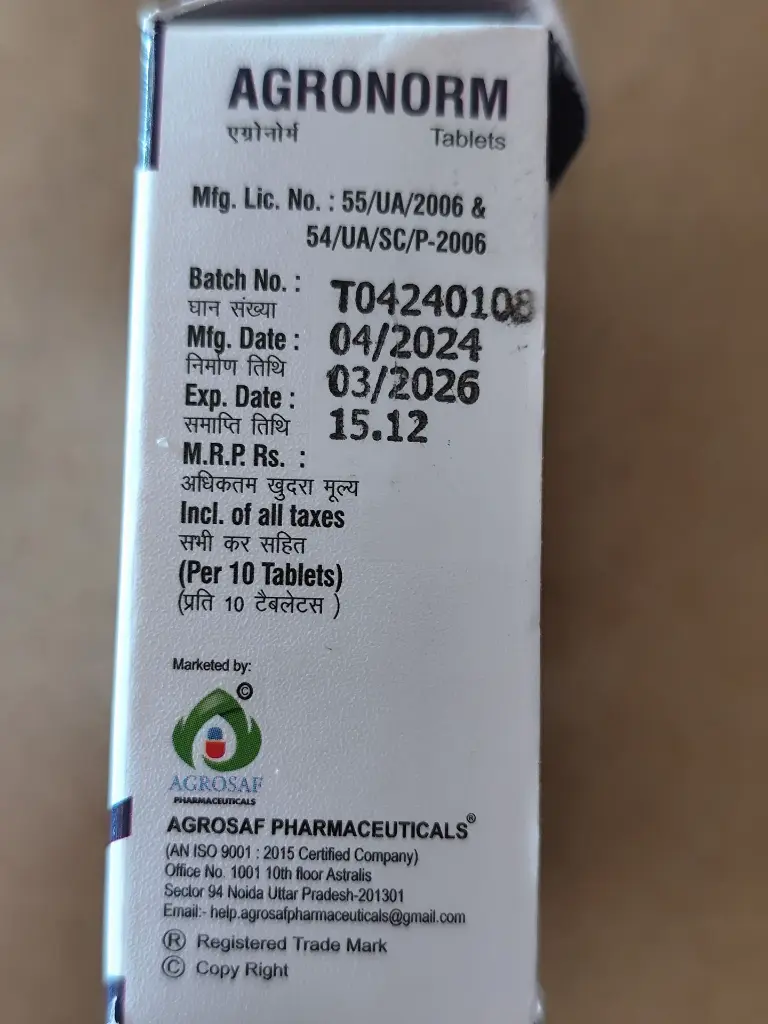 AGRONORM
एग्रोनोर्म Tablets
Mfg. Lic. No. : 55/UA/2006 &
54/UA/SC/P-2006
Batch No. : T04240108
घान संख्या
Mfg. Date : 04/2024
निर्माण तिथि
Exp. Date : 03/2026
समाप्ति तिथि 15.12
M.R.P. Rs. :
अधिकतम खुदरा मूल्य
Incl. of all taxes
सभी कर सहित
(Per 10 Tablets)
(प्रति 10 टैबलेटस )
Marketed by:
©
AGROSAF
PHARMACEUTICALS
AGROSAF PHARMACEUTICALS®
(AN ISO 9001 : 2015 Certified Company)
Office No. 1001 10th floor Astralis
Sector 94 Noida Uttar Pradesh-201301
Email:- help.agrosafpharmaceuticals@gmail.com
® Registered Trade Mark
© Copy Right